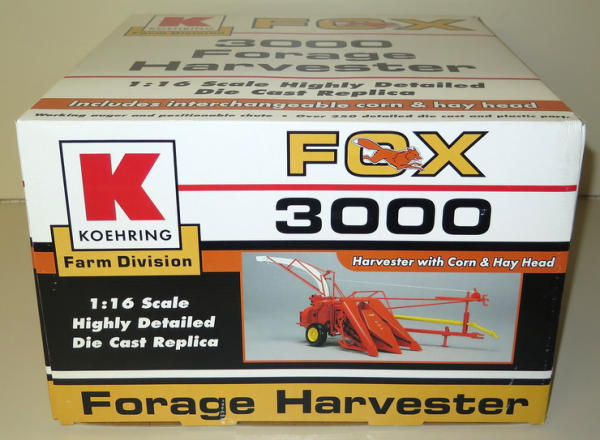 K
KOEHRING
Farm Division
FOX
3000
Forage
Harvester
1:16 Scale Highly Detailed
Die Cast Replica
Includes interchangeable corn & hay head
Working auger and positionable chute • Over 250 detailed die cast and plastic parts.
K
KOEHRING
Farm Division
FOX
3000
Harvester with Corn & Hay Head
1:16 Scale
Highly Detailed
Die Cast Replica
Forage Harvester